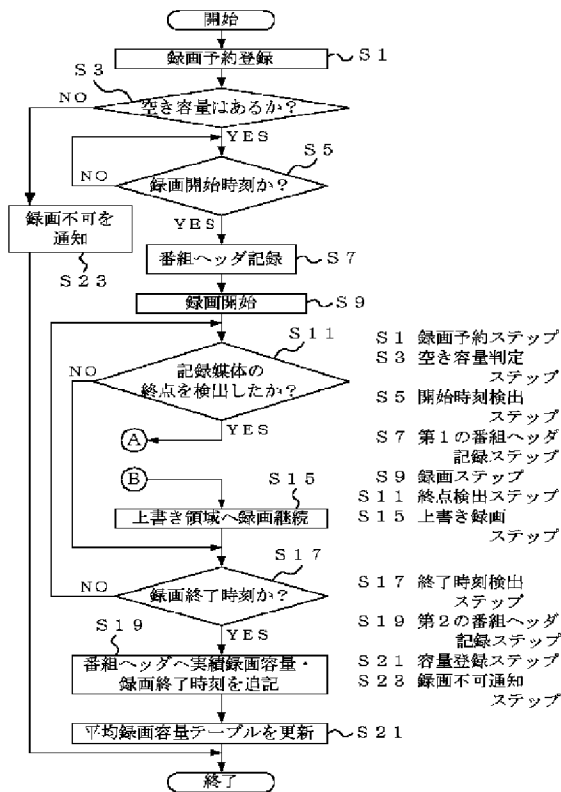 開始
録画予約登録
S1
S3
NO
空き容量はあるか？
YES
S5
NO
録画開始時刻か？
YES
録画不可を
通知
S23
番組ヘッダ記録
S7
録画開始
S9
S11
NO
記録媒体の
終点を検出したか？
YES
A
B
S15
上書き領域へ録画継続
S17
NO
録画終了時刻か？
YES
S19
番組ヘッダへ実績録画容量・
録画終了時刻を追記
平均録画容量テーブルを更新
S21
終了
S1 録画予約ステップ
S3 空き容量判定
ステップ
S5 開始時刻検出
ステップ
S7 第1の番組ヘッダ
記録ステップ
S9 録画ステップ
S11 終点検出ステップ
S15 上書き録画
ステップ
S17 終了時刻検出
ステップ
S19 第2の番組ヘッダ
記録ステップ
S21 容量登録ステップ
S23 録画不可通知
ステップ